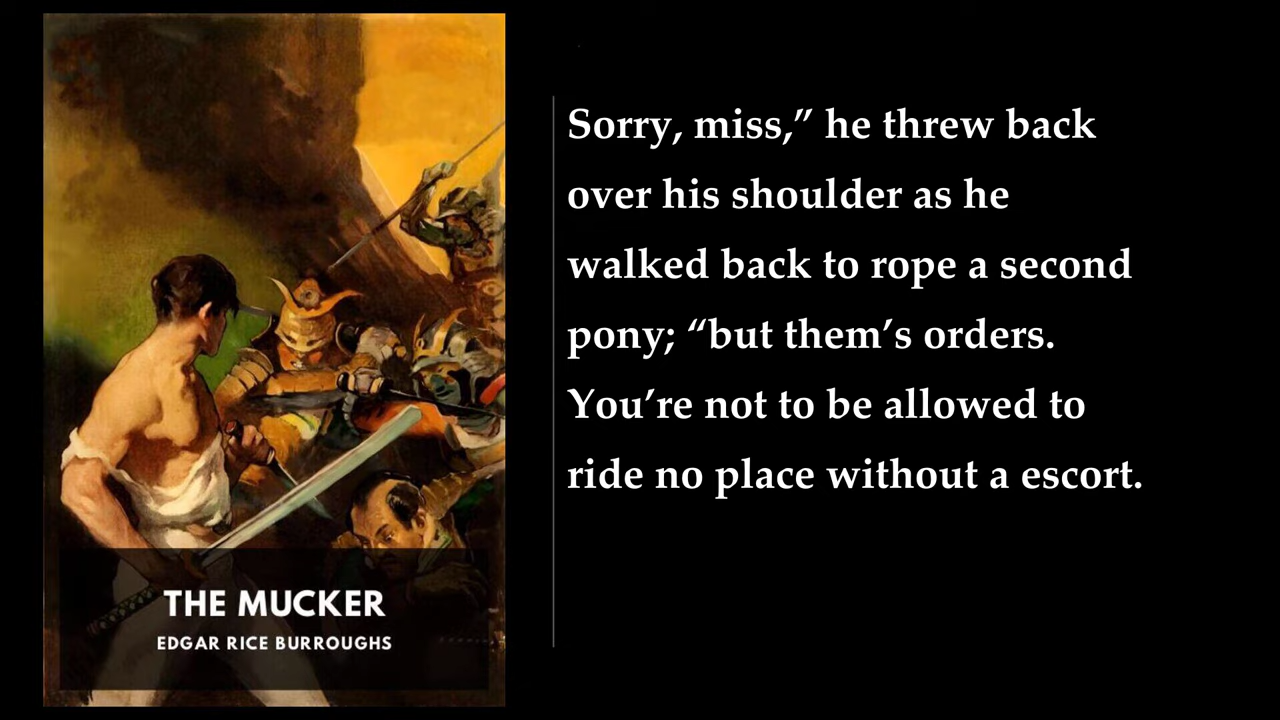 THE MUCKER
EDGAR RICE BURROUGHS
Sorry, miss,” he threw back
over his shoulder as he
walked back to rope a second
pony; “but them’s orders.
You’re not to be allowed to
ride no place without a escort.